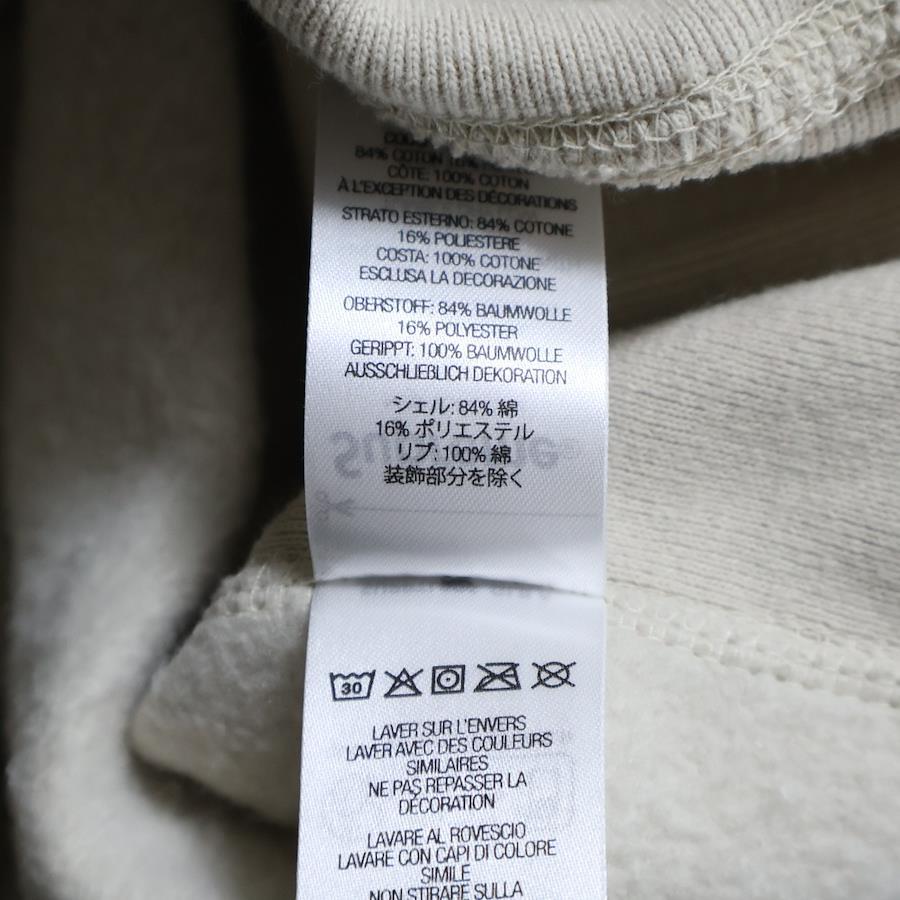 84% COTON 16%
CÔTE: 100% COTON
À L'EXCEPTION DES DÉCORATIONS
STRATO ESTERNO: 84% COTONE
16% POLIESTERE
COSTA: 100% COTONE
ESCLUSA LA DECORAZIONE
OBERSTOFF: 84% BAUMWOLLE
16% POLYESTER
GERIPPT: 100% BAUMWOLLE
AUSSCHLIEßLICH DEKORATION
シェル: 84% 綿
16% ポリエステル
リブ: 100% 綿
装飾部分を除く
30
LAVER SUR L'ENVERS
LAVER AVEC DES COULEURS
SIMILAIRES
NE PAS REPASSER LA
DÉCORATION
LAVARE AL ROVESCIO
LAVARE CON CAPI DI COLORE
SIMILE
NON STIRARE SULLA